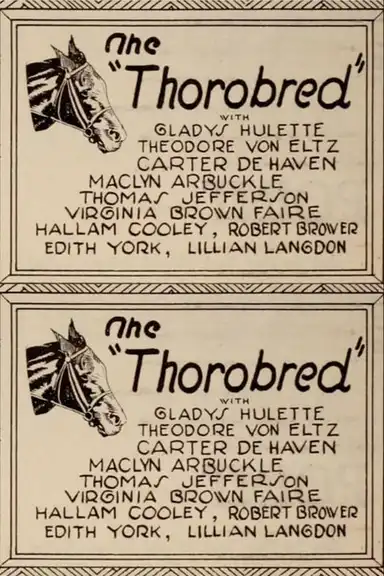 The
"Thorobred"
WITH
GLADYS HULETTE
THEODORE VON ELTZ
CARTER DE HAVEN
MACLYN ARBUCKLE
THOMAS JEFFERSON
VIRGINIA BROWN FAIRE
HALLAM COOLEY, ROBERT BROWER
EDITH YORK, LILLIAN LANGDON
The
"Thorobred"
WITH
GLADYS HULETTE
THEODORE VON ELTZ
CARTER DE HAVEN
MACLYN ARBUCKLE
THOMAS JEFFERSON
VIRGINIA BROWN FAIRE
HALLAM COOLEY, ROBERT BROWER
EDITH YORK, LILLIAN LANGDON